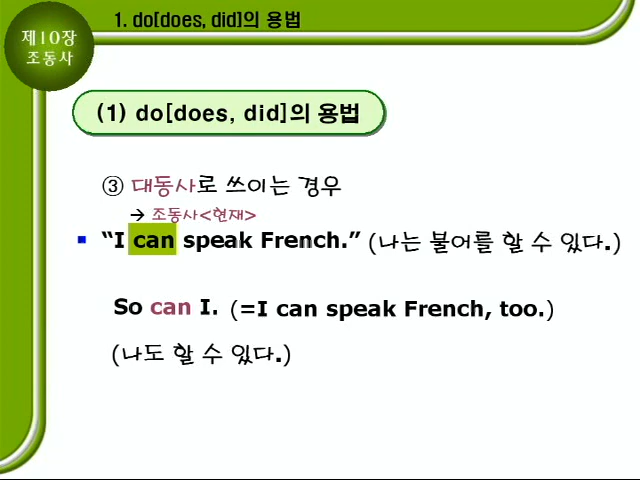 제10장
조동사
1. do[does, did]의 용법
(1) do[does, did]의 용법
③ 대동사로 쓰이는 경우
→ 조동사<현재>
▪ “I can speak French.” (나는 불어를 할 수 있다.)
So can I. (=I can speak French, too.)
(나도 할 수 있다.)